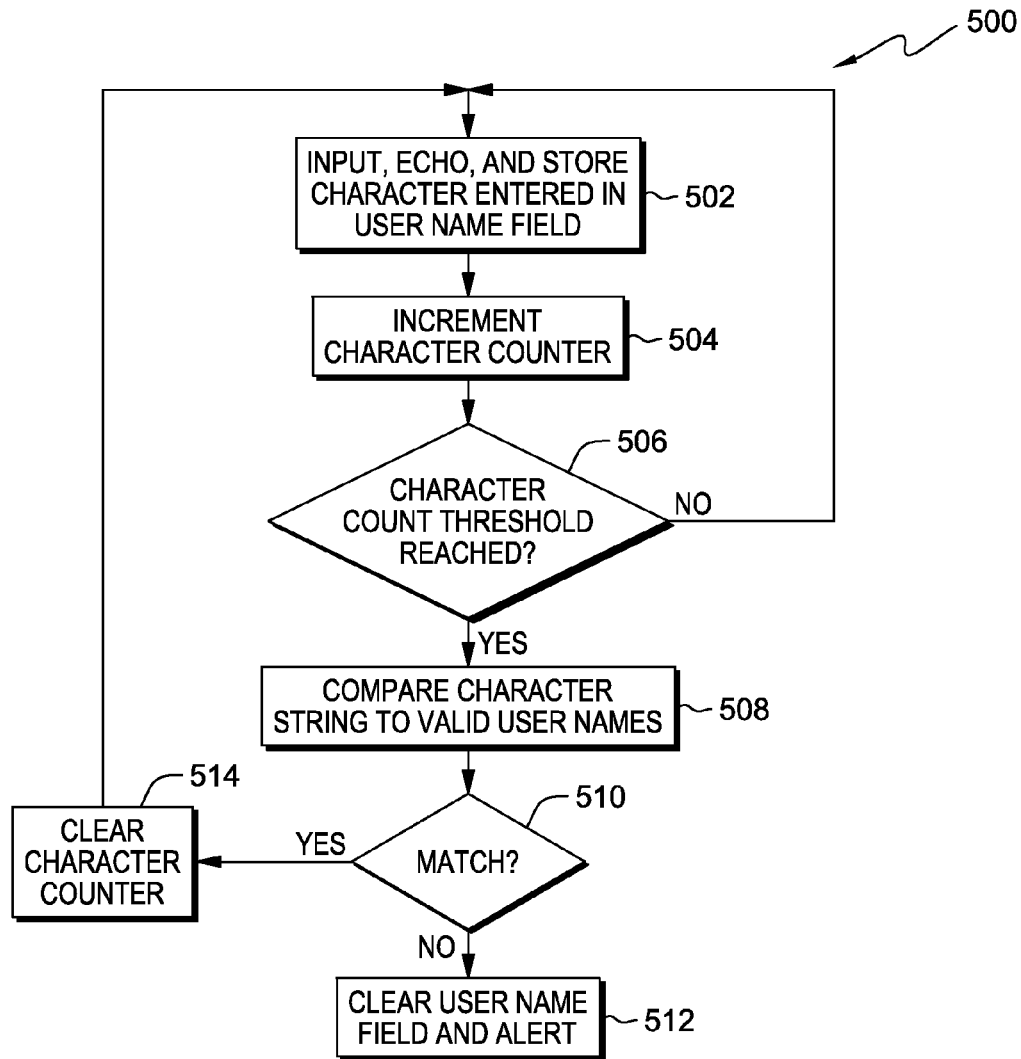 500
INPUT, ECHO, AND STORE
CHARACTER ENTERED IN
USER NAME FIELD
502
INCREMENT
CHARACTER COUNTER
504
506
CHARACTER
COUNT THRESHOLD
REACHED?
NO
YES
COMPARE CHARACTER
STRING TO VALID USER NAMES
508
514
510
CLEAR
CHARACTER
COUNTER
YES
MATCH?
NO
CLEAR USER NAME
FIELD AND ALERT
512